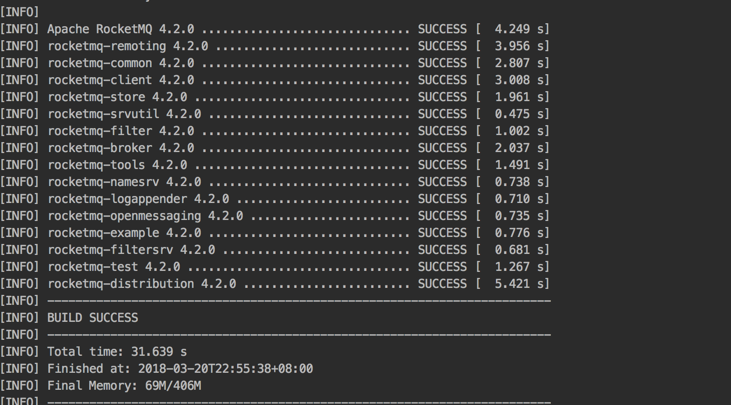 [INFO]
[INFO] Apache RocketMQ 4.2.0 .............................. SUCCESS [  4.249 s]
[INFO] rocketmq-remoting 4.2.0 ............................ SUCCESS [  3.956 s]
[INFO] rocketmq-common 4.2.0 .............................. SUCCESS [  2.807 s]
[INFO] rocketmq-client 4.2.0 .............................. SUCCESS [  3.008 s]
[INFO] rocketmq-store 4.2.0 ............................... SUCCESS [  1.961 s]
[INFO] rocketmq-srvutil 4.2.0 ............................. SUCCESS [  0.475 s]
[INFO] rocketmq-filter 4.2.0 .............................. SUCCESS [  1.002 s]
[INFO] rocketmq-broker 4.2.0 .............................. SUCCESS [  2.037 s]
[INFO] rocketmq-tools 4.2.0 ............................... SUCCESS [  1.491 s]
[INFO] rocketmq-namesrv 4.2.0 ............................. SUCCESS [  0.738 s]
[INFO] rocketmq-logappender 4.2.0 ......................... SUCCESS [  0.710 s]
[INFO] rocketmq-openmessaging 4.2.0 ....................... SUCCESS [  0.735 s]
[INFO] rocketmq-example 4.2.0 ............................. SUCCESS [  0.776 s]
[INFO] rocketmq-filtersrv 4.2.0 ........................... SUCCESS [  0.681 s]
[INFO] rocketmq-test 4.2.0 ................................ SUCCESS [  1.267 s]
[INFO] rocketmq-distribution 4.2.0 ........................ SUCCESS [  5.421 s]
[INFO] ------------------------------------------------------------------------
[INFO] BUILD SUCCESS
[INFO] ------------------------------------------------------------------------
[INFO] Total time: 31.639 s
[INFO] Finished at: 2018-03-20T22:55:38+08:00
[INFO] Final Memory: 69M/406M
[INFO] ------------------------------------------------------------------------